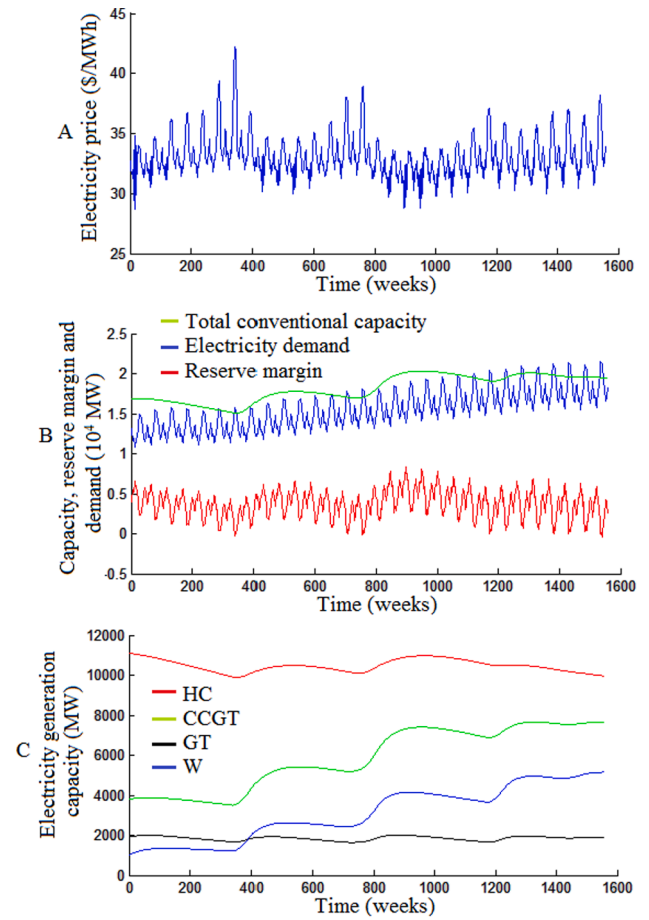 A
Electricity price ($/MWh)
45
40
35
30
25
0 200 400 600 800 1000 1200 1400 1600
Time (weeks)
B
Capacity, reserve margin and
demand (10⁴ MW)
Total conventional capacity
Electricity demand
Reserve margin
2.5
2
1.5
1
0.5
0
-0.5
0 200 400 600 800 1000 1200 1400 1600
Time (weeks)
C
Electricity generation
capacity (MW)
12000
10000
8000
6000
4000
2000
0
HC
CCGT
GT
W
0 200 400 600 800 1000 1200 1400 1600
Time (weeks)